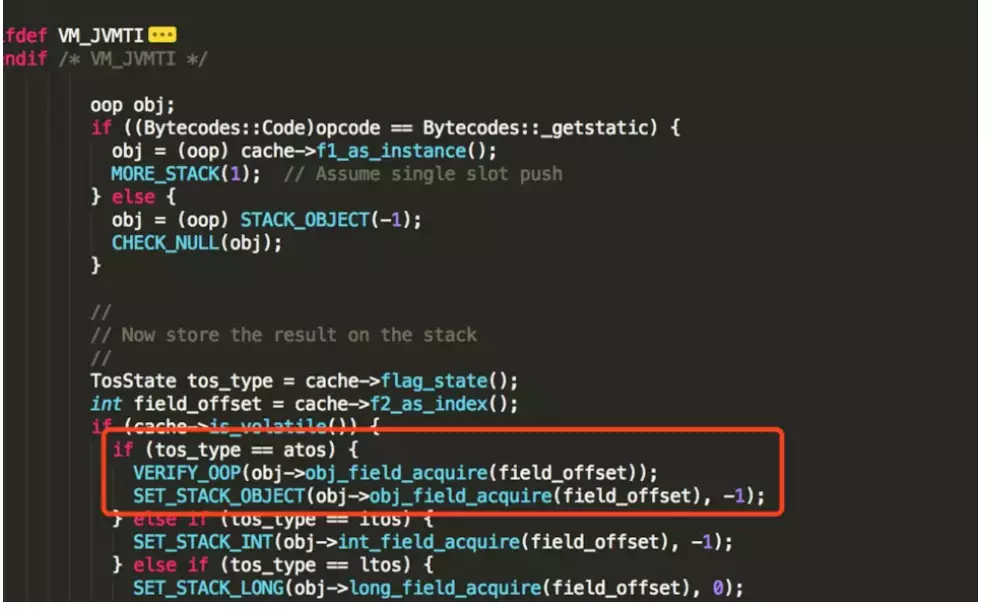 fdef VM_JVMTI
ndif /* VM_JVMTI */
oop obj;
if ((Bytecodes::Code)opcode == Bytecodes::_getstatic) {
obj = (oop) cache->f1_as_instance();
MORE_STACK(1);  // Assume single slot push
} else {
obj = (oop) STACK_OBJECT(-1);
CHECK_NULL(obj);
}
//
// Now store the result on the stack
//
TosState tos_type = cache->flag_state();
int field_offset = cache->f2_as_index();
if (cache->is_volatile()) {
if (tos_type == atos) {
VERIFY_OOP(obj->obj_field_acquire(field_offset));
SET_STACK_OBJECT(obj->obj_field_acquire(field_offset), -1);
} else if (tos_type == itos) {
SET_STACK_INT(obj->int_field_acquire(field_offset), -1);
} else if (tos_type == ltos) {
SET_STACK_LONG(obj->long_field_acquire(field_offset), 0);